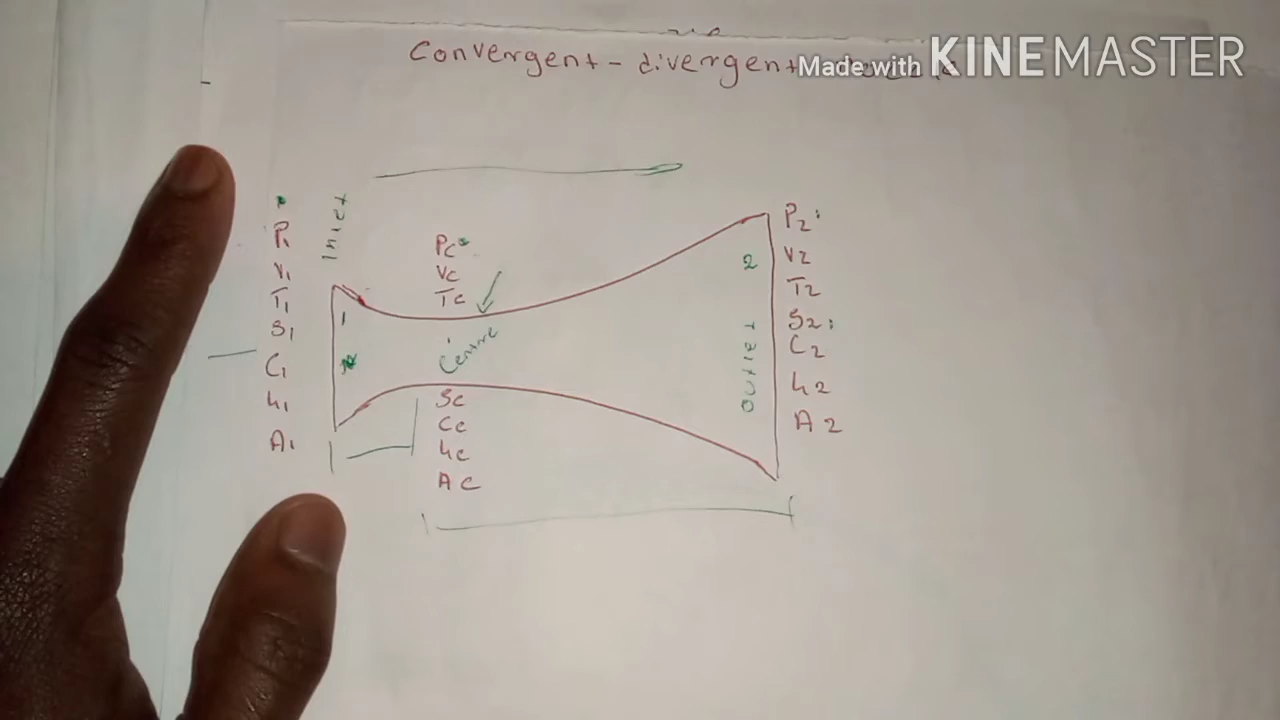 Convergent - divergent
Made with KINEMASTER
Inlet
P1
V1
T1
S1
C1
h1
A1
1
Pc
Vc
Tc
Centre
Sc
Cc
hc
Ac
2
outlet
P2:
V2
T2
S2:
C2
h2
A2